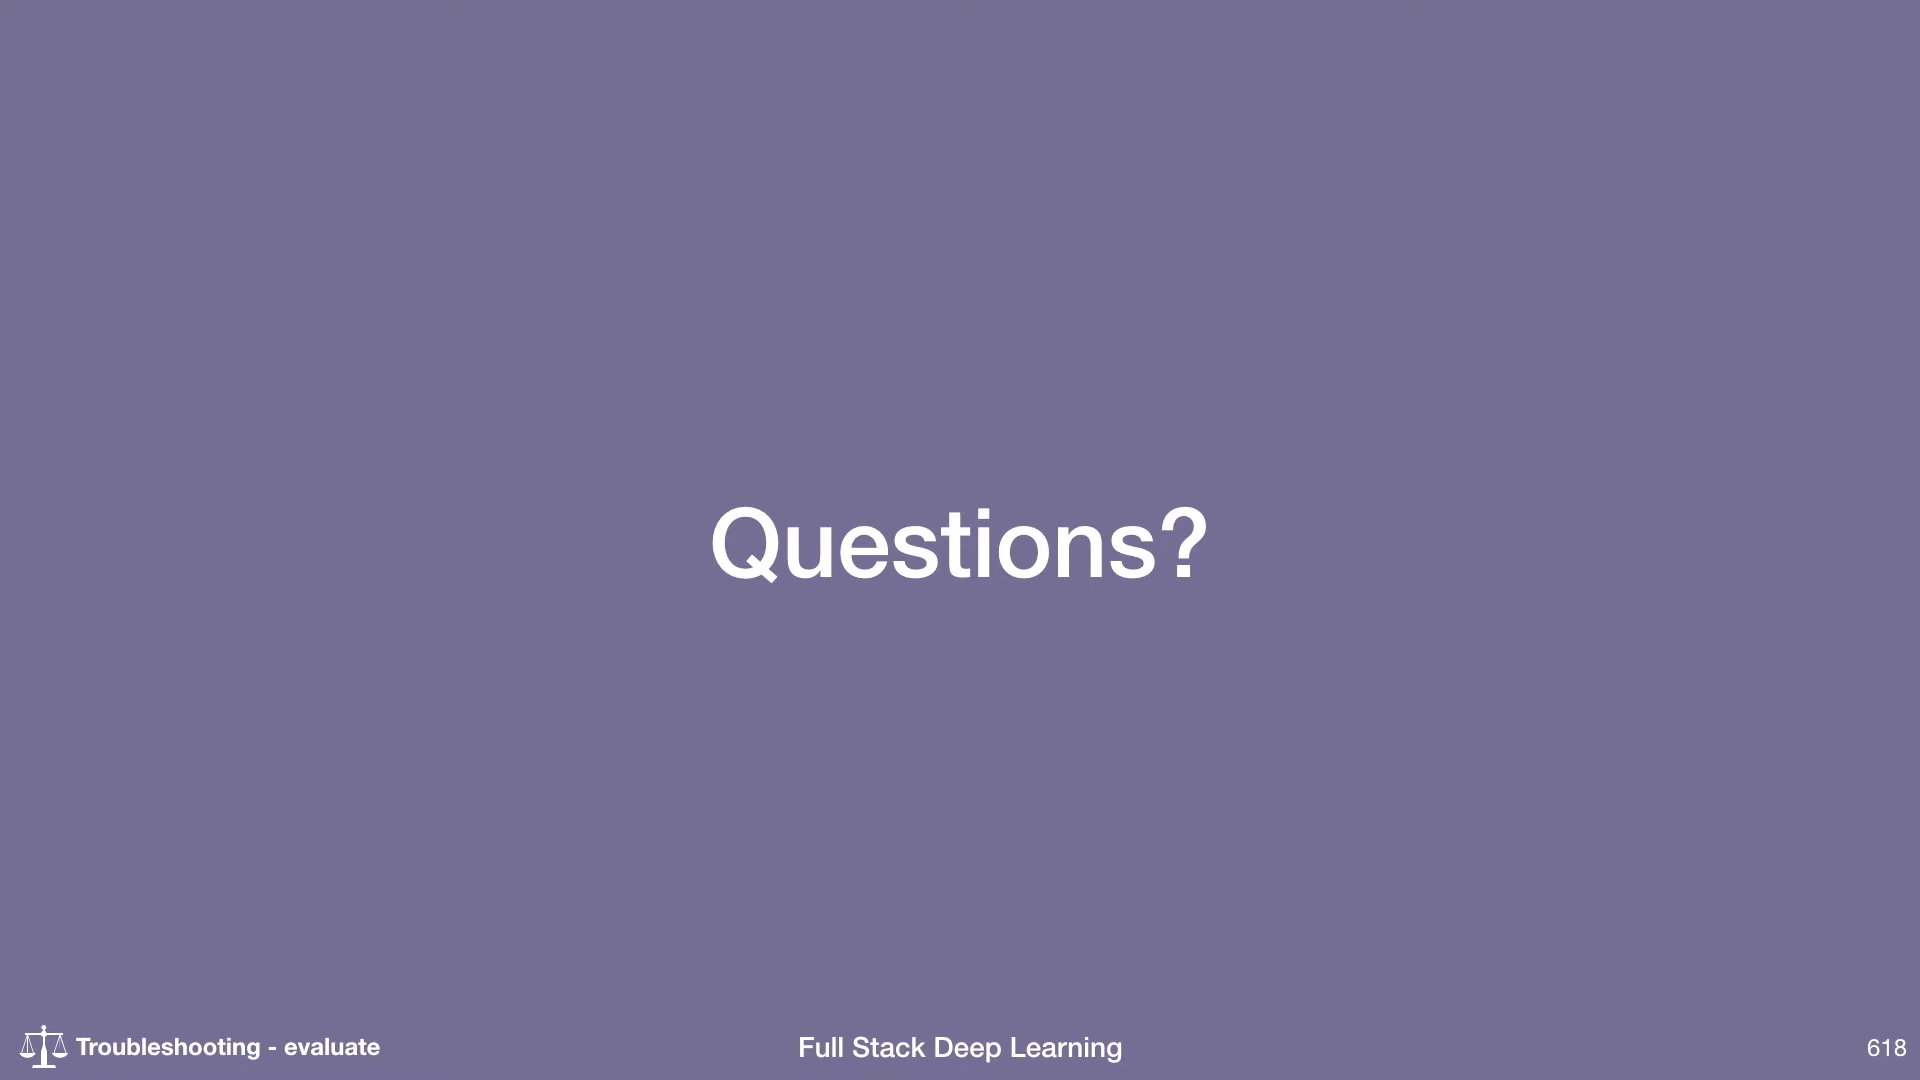 Questions?
Troubleshooting - evaluate
Full Stack Deep Learning
618